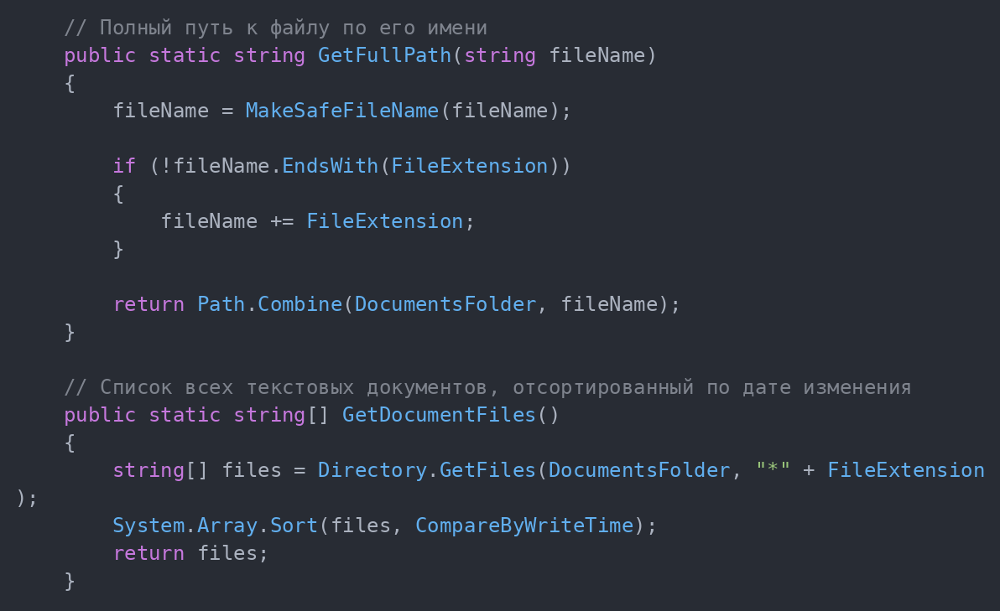 // Полный путь к файлу по его имени
public static string GetFullPath(string fileName)
{
fileName = MakeSafeFileName(fileName);
if (!fileName.EndsWith(FileExtension))
{
fileName += FileExtension;
}
return Path.Combine(DocumentsFolder, fileName);
}
// Список всех текстовых документов, отсортированный по дате изменения
public static string[] GetDocumentFiles()
{
string[] files = Directory.GetFiles(DocumentsFolder, "*" + FileExtension
);
System.Array.Sort(files, CompareByWriteTime);
return files;
}